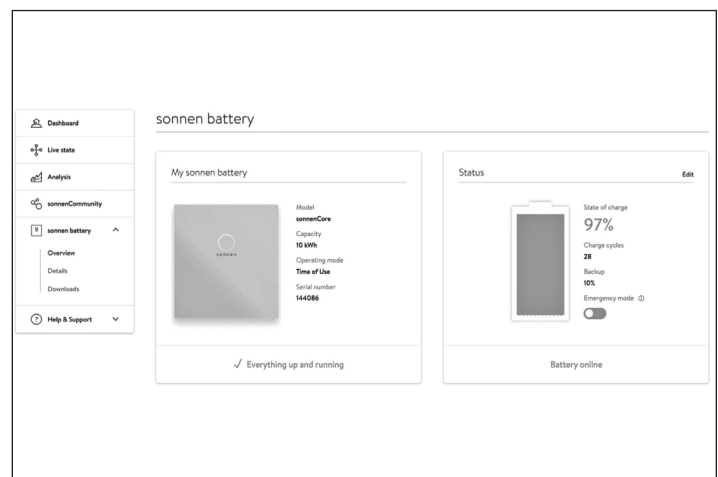 Dashboard
Live state
Analysis
sonnenCommunity
sonnen battery
Overview
Details
Downloads
Help & Support
sonnen battery
My sonnen battery
sonnen
Model
sonnenCore
Capacity
10 kWh
Operating mode
Time of Use
Serial number
144086
Everything up and running
Status
Edit
State of charge
97%
Charge cycles
28
Backup
10%
Emergency mode
Battery online